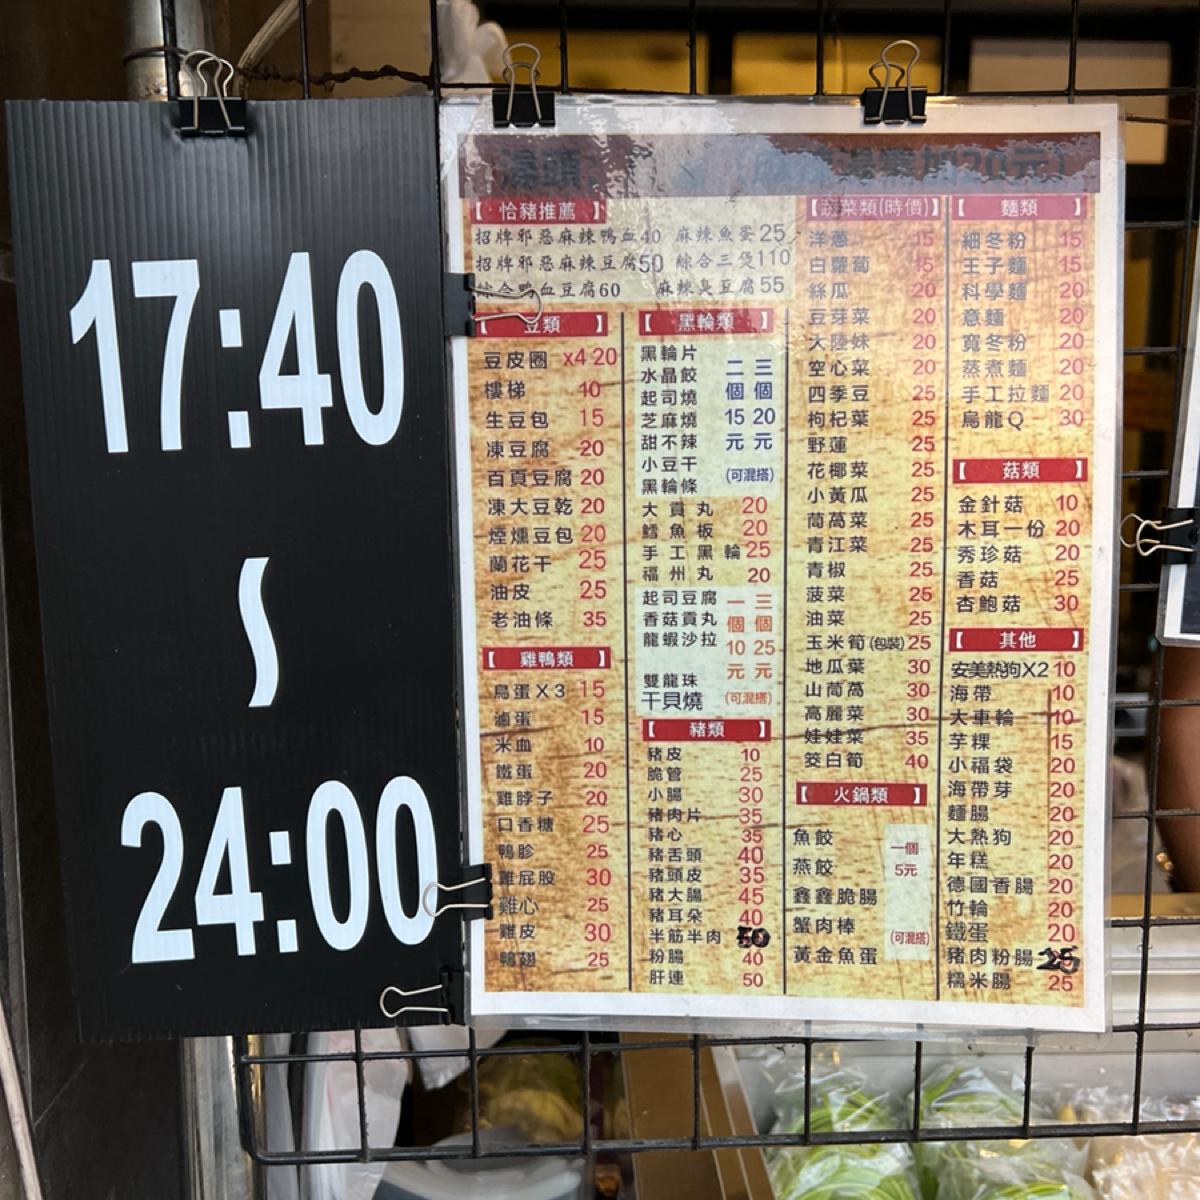 17:40
~
24:00
湯頭
湯
加20元】
【恰豬推薦】
招牌邪惡麻辣鴨血40 麻辣魚蛋25
招牌邪惡麻辣豆腐50 綜合三煲110
綜合鴨血豆腐60 麻辣臭豆腐55
【豆類】
豆皮圈 x4 20
樓梯 10
生豆包 15
凍豆腐 20
百頁豆腐 20
凍大豆乾 20
煙燻豆包 20
蘭花干 25
油皮 25
老油條 35
【雞鴨類】
鳥蛋X3 15
滷蛋 15
米血 10
鐵蛋 20
雞脖子 20
口香糖 25
鴨胗 25
雞屁股 30
雞心 25
雞皮 30
鴨翅 25
【黑輪類】
黑輪片
水晶餃
起司燒
芝麻燒
甜不辣
小豆干
黑輪條
二個15元 三個20元
(可混搭)
大貢丸 20
鱈魚板 20
手工黑輪 25
福州丸 20
起司豆腐
香菇貢丸
龍蝦沙拉
雙龍珠
干貝燒
一個10元 三個25元
(可混搭)
【豬類】
豬皮 10
脆管 25
小腸 30
豬肉片 35
豬心 35
豬舌頭 40
豬頭皮 35
豬大腸 45
豬耳朵 40
半筋半肉 50
粉腸 40
肝連 50
【蔬菜類(時價)】
洋蔥 15
白蘿蔔 15
絲瓜 20
豆芽菜 20
大陸妹 20
空心菜 20
四季豆 25
枸杞葉 25
野蓮 25
花椰菜 25
小黃瓜 25
茼萵菜 25
青江菜 25
青椒 25
菠菜 25
油菜 25
玉米筍(包裝) 25
地瓜葉 30
山茼萵 30
高麗菜 30
娃娃菜 35
筊白筍 40
【火鍋類】
魚餃
燕餃
鑫鑫脆腸
蟹肉棒
黃金魚蛋
一個
5元
(可混搭)
【麵類】
細冬粉 15
王子麵 15
科學麵 20
意麵 20
寬冬粉 20
蒸煮麵 20
手工拉麵 20
烏龍Q 30
【菇類】
金針菇 10
木耳一份 20
秀珍菇 20
香菇 25
杏鮑菇 30
【其他】
安美熱狗X2 10
海帶 10
大車輪 10
芋粿 15
小福袋 20
海帶芽 20
麵腸 20
大熱狗 20
年糕 20
德國香腸 20
竹輪 20
鐵蛋 20
豬肉粉腸 25
糯米腸 25